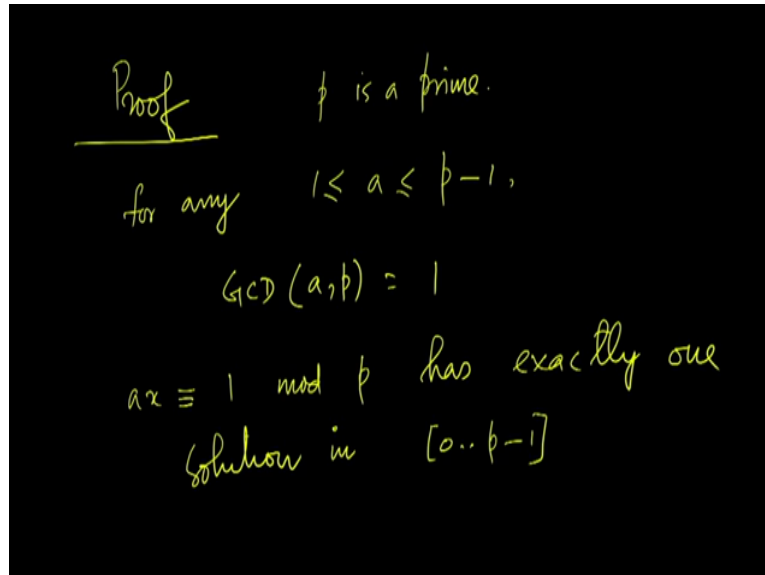 Proof p is a prime.
for any 1 ≤ a ≤ p-1,
GCD (a, p) = 1
ax ≡ 1 mod p has exactly one
solution in [0..p-1]